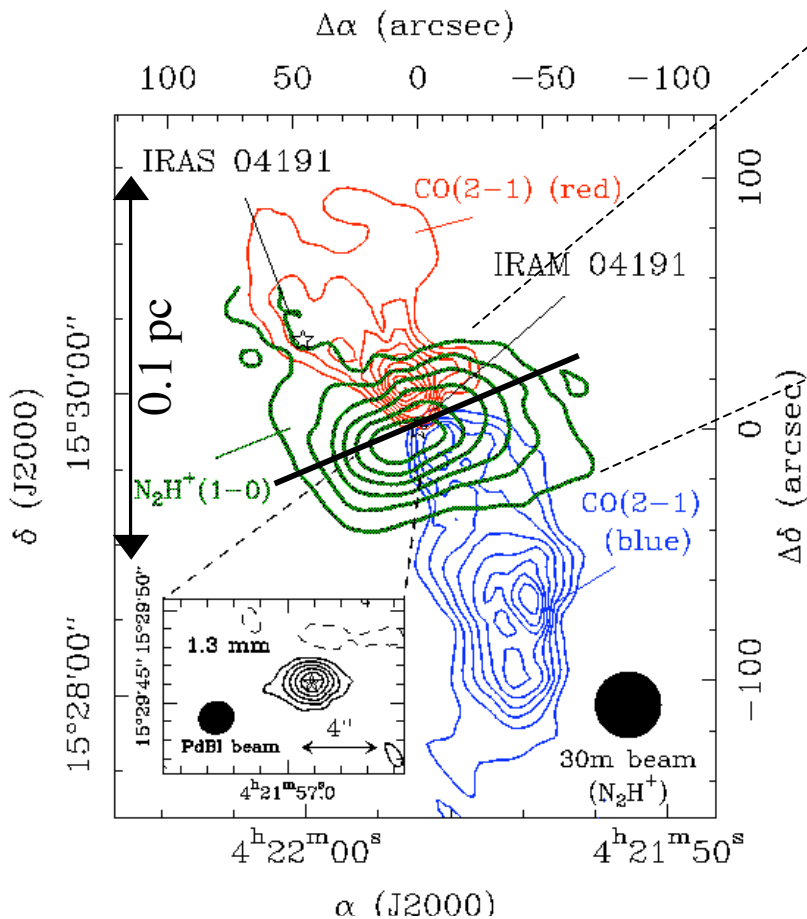 Δα (arcsec)
100 50 0 −50 −100
IRAS 04191
CO(2−1) (red)
IRAM 04191
100
0
−100
Δδ (arcsec)
0.1 pc
15°30'00"
15°28'00"
δ (J2000)
N₂H⁺(1−0)
CO(2−1)
(blue)
1.3 mm
15°29'50"
15°29'45"
4"
PdBI beam
4ʰ21ᵐ57ˢ.0
30m beam
(N₂H⁺)
4ʰ22ᵐ00ˢ 4ʰ21ᵐ50ˢ
α (J2000)